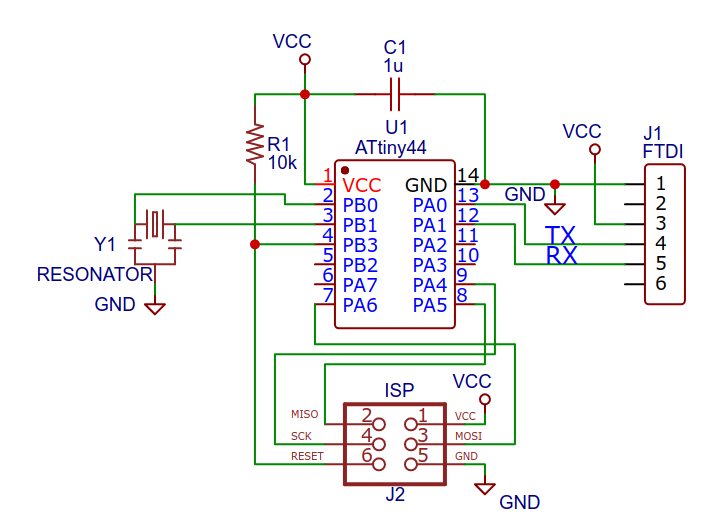 VCC
C1
1u
R1
10k
U1
ATtiny44
VCC
J1
FTDI
1 VCC GND 14
2 PB0 PA0 13
3 PB1 PA1 12
4 PB3 PA2 11
5 PB2 PA3 10
6 PA7 PA4 9
7 PA6 PA5 8
GND
TX
RX
1
2
3
4
5
6
Y1
RESONATOR
GND
ISP
VCC
MISO 2 1 VCC
SCK 4 3 MOSI
RESET 6 5 GND
J2
GND